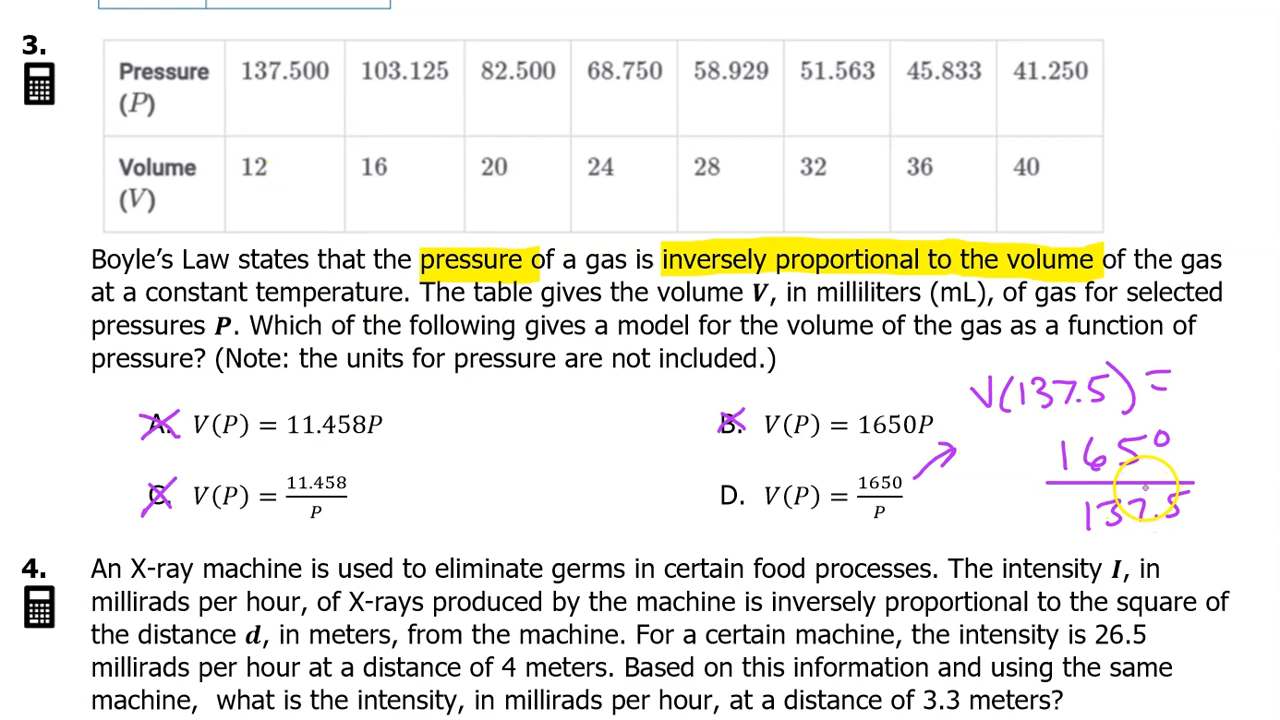 3.
Pressure (P) 137.500 103.125 82.500 68.750 58.929 51.563 45.833 41.250
Volume (V) 12 16 20 24 28 32 36 40
Boyle’s Law states that the pressure of a gas is inversely proportional to the volume of the gas
at a constant temperature. The table gives the volume V, in milliliters (mL), of gas for selected
pressures P. Which of the following gives a model for the volume of the gas as a function of
pressure? (Note: the units for pressure are not included.)
V(137.5) =
1650
137.5
A. V(P) = 11.458P
B. V(P) = 1650P
C. V(P) = 11.458/P
D. V(P) = 1650/P
4. An X-ray machine is used to eliminate germs in certain food processes. The intensity I, in
millirads per hour, of X-rays produced by the machine is inversely proportional to the square of
the distance d, in meters, from the machine. For a certain machine, the intensity is 26.5
millirads per hour at a distance of 4 meters. Based on this information and using the same
machine, what is the intensity, in millirads per hour, at a distance of 3.3 meters?